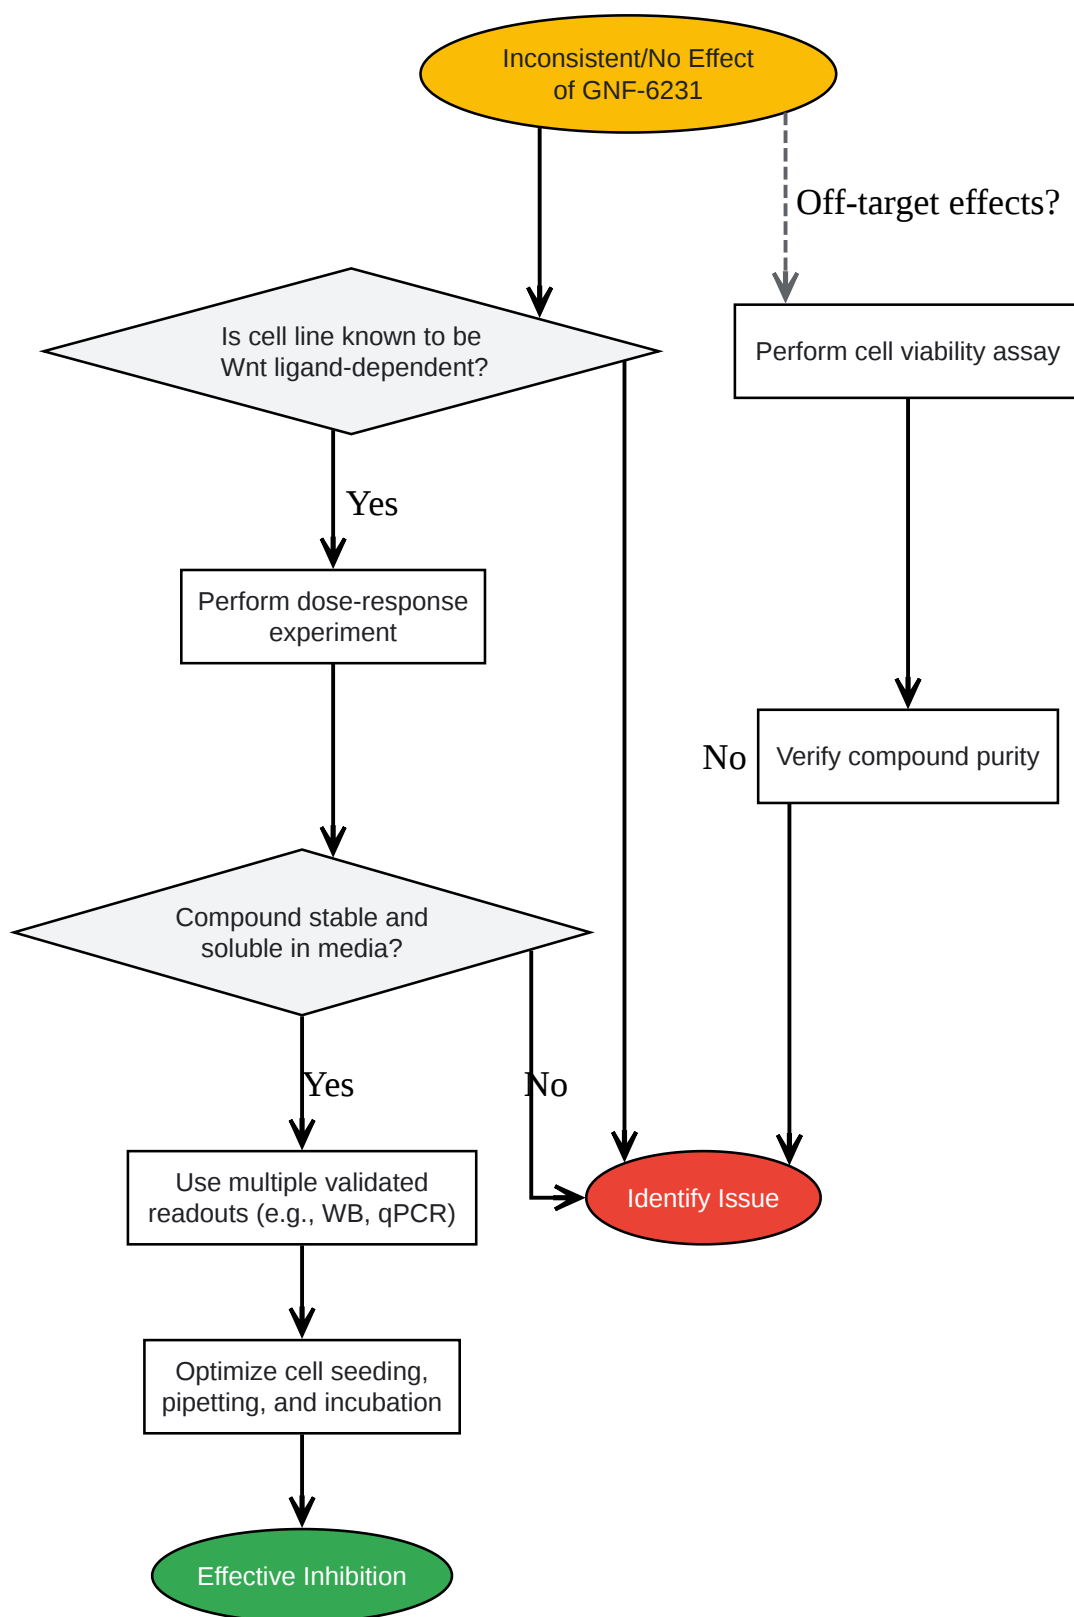 Inconsistent/No Effect
of GNF-6231
Off-target effects?
Is cell line known to be
Wnt ligand-dependent?
Perform cell viability assay
Yes
Perform dose-response
experiment
No
Verify compound purity
Compound stable and
soluble in media?
Yes
No
Use multiple validated
readouts (e.g., WB, qPCR)
Identify Issue
Optimize cell seeding,
pipetting, and incubation
Effective Inhibition